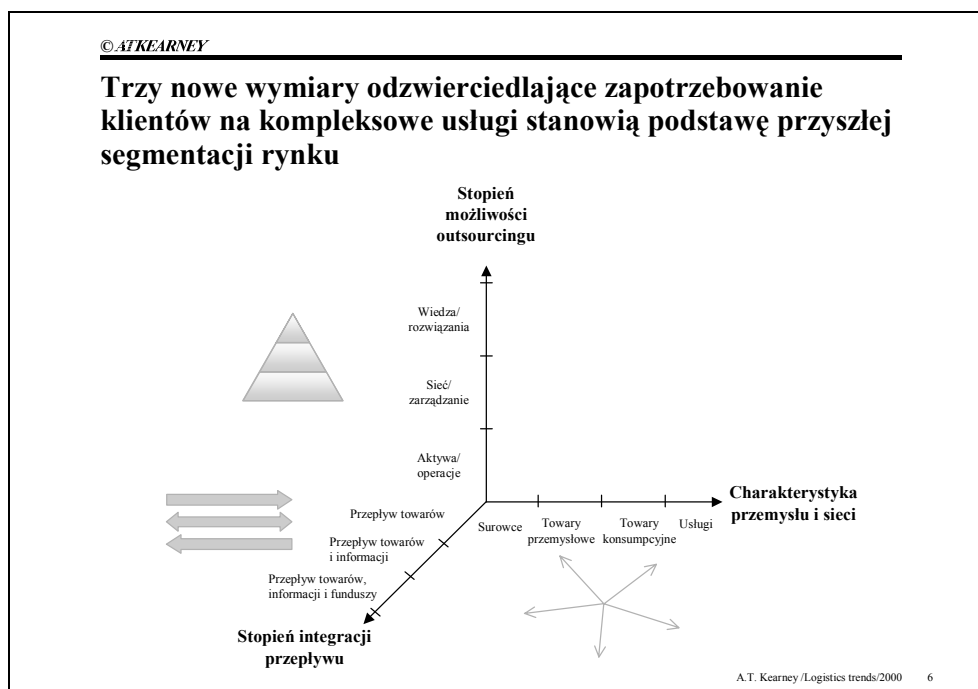 © ATKEARNEY
Trzy nowe wymiary odzwierciedlające zapotrzebowanie
klientów na kompleksowe usługi stanowią podstawę przyszłej
segmentacji rynku
Stopień
możliwości
outsourcingu
Wiedza/
rozwiązania
Sieć/
zarządzanie
Aktywa/
operacje
Charakterystyka
przemysłu i sieci
Surowce
Towary
przemysłowe
Towary
konsumpcyjne
Usługi
Przepływ towarów
Przepływ towarów
i informacji
Przepływ towarów,
informacji i funduszy
Stopień integracji
przepływu
A.T. Kearney /Logistics trends/2000 6